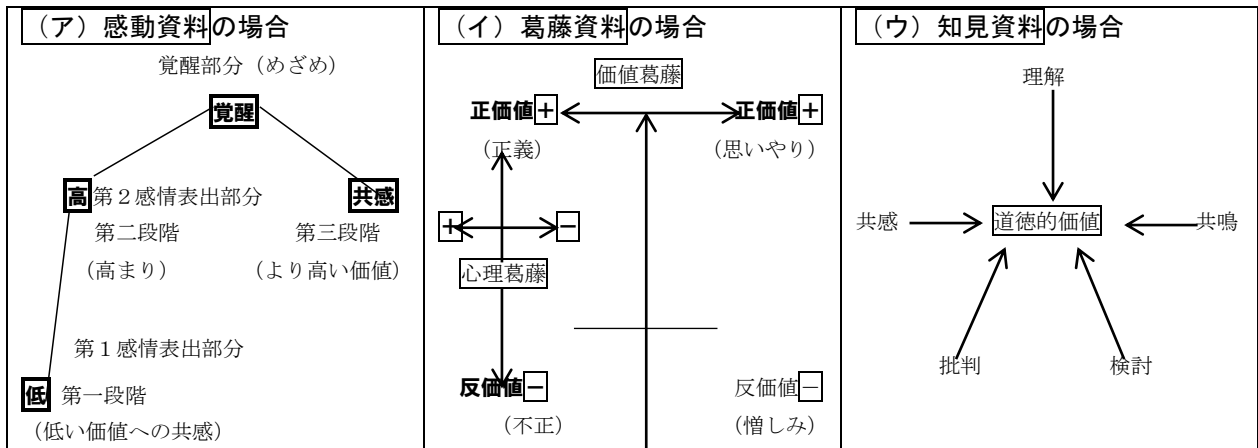 （ア）感動資料の場合
覚醒部分（めざめ）
覚醒
高 第２感情表出部分
共感
第二段階
第三段階
（高まり）
（より高い価値）
第１感情表出部分
低 第一段階
（低い価値への共感）
（イ）葛藤資料の場合
価値葛藤
正価値＋
正価値＋
（正義）
（思いやり）
＋
－
心理葛藤
反価値－
反価値－
（不正）
（憎しみ）
（ウ）知見資料の場合
理解
共感
道徳的価値
共鳴
批判
検討